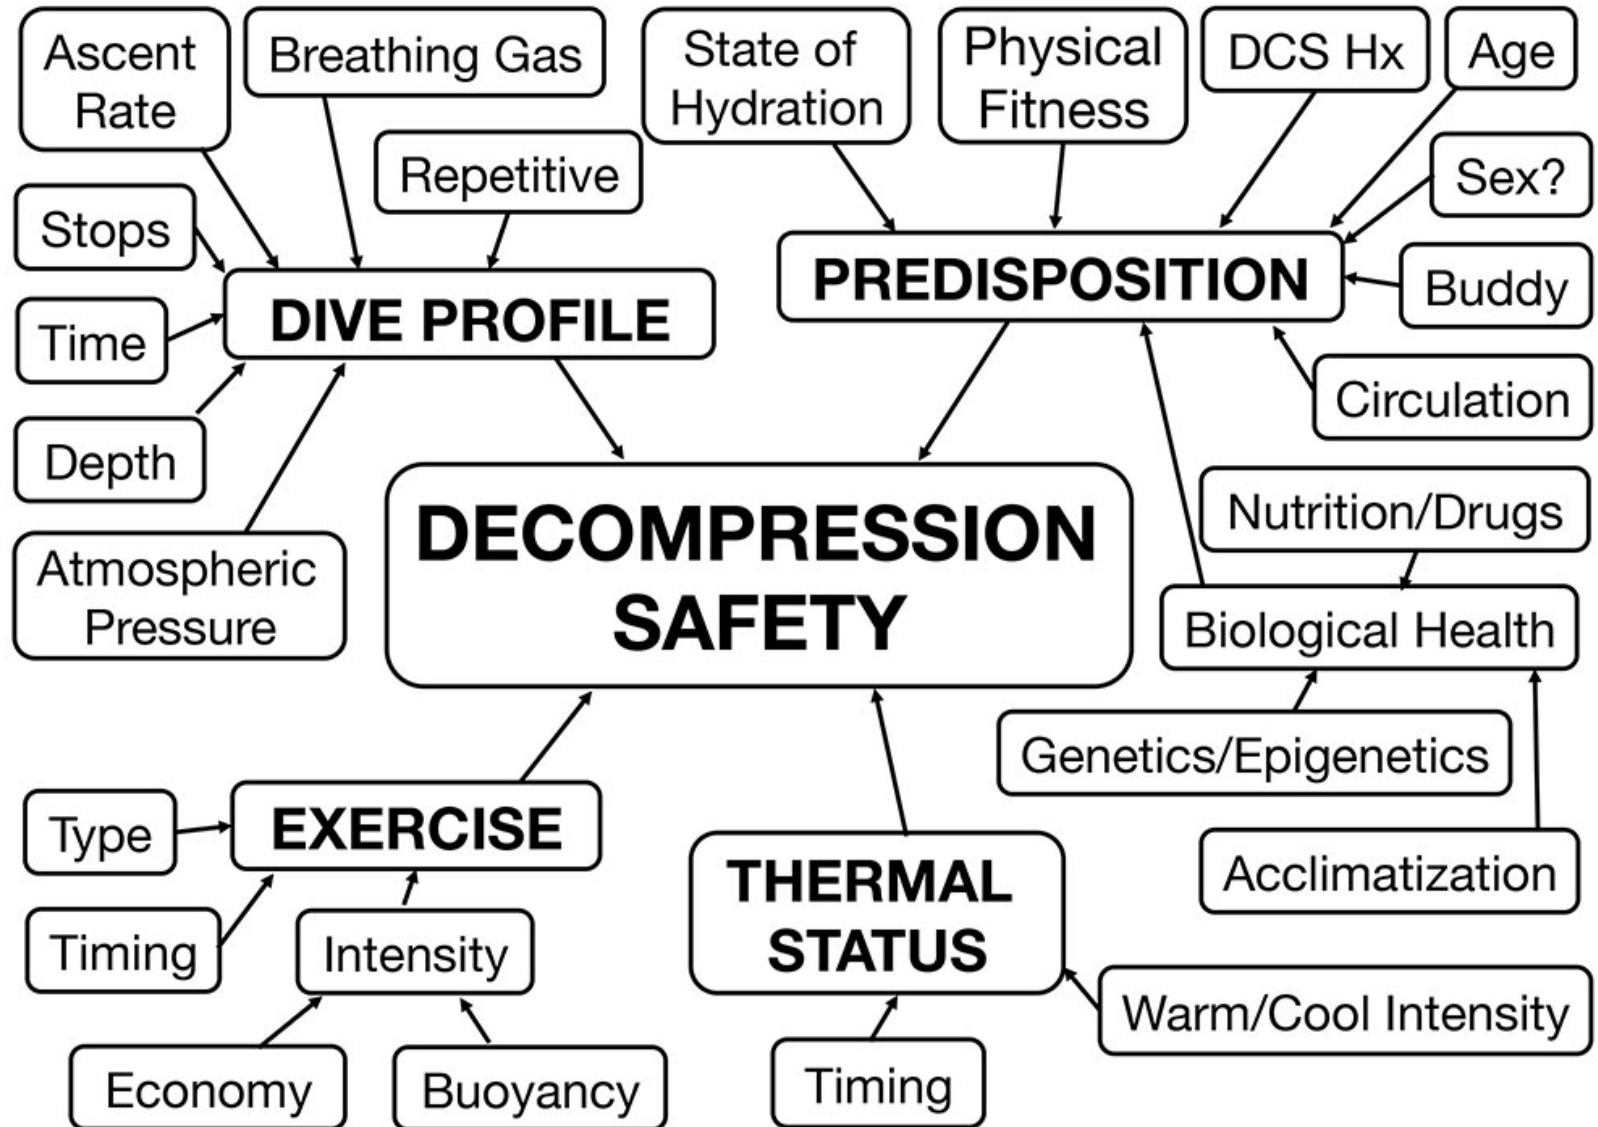 Ascent
Rate
Breathing Gas
State of
Hydration
Physical
Fitness
DCS Hx
Age
Repetitive
Sex?
Stops
DIVE PROFILE
PREDISPOSITION
Buddy
Time
Circulation
Depth
DECOMPRESSION
SAFETY
Nutrition/Drugs
Atmospheric
Pressure
Biological Health
Genetics/Epigenetics
Type
EXERCISE
THERMAL
STATUS
Acclimatization
Timing
Intensity
Warm/Cool Intensity
Economy
Buoyancy
Timing